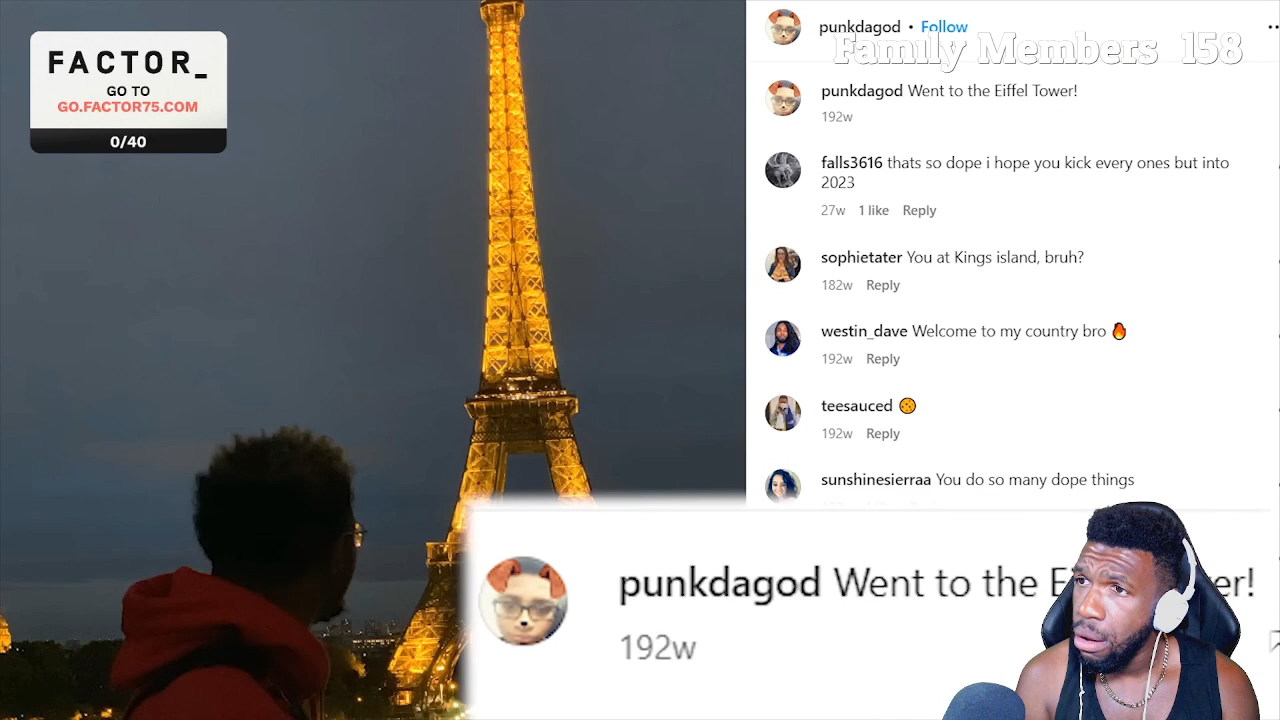 FACTOR_
GO TO
GO.FACTOR75.COM
0/40
punkdagod • Follow
Family Members 158
punkdagod Went to the Eiffel Tower!
192w
falls3616 thats so dope i hope you kick every ones but into
2023
27w 1 like Reply
sophietater You at Kings island, bruh?
182w Reply
westin_dave Welcome to my country bro 🔥
192w Reply
teesauced
192w Reply
sunshinesierraa You do so many dope things
punkdagod Went to the E er!
192w